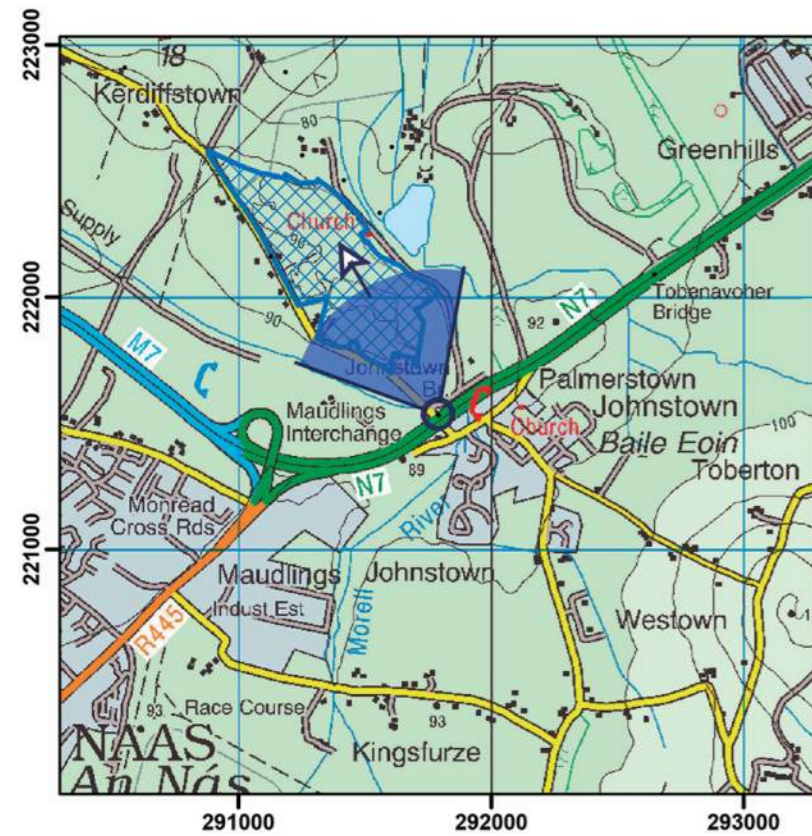 223000
18
Kerdiffstown
80
Greenhills
Supply
Church
90
222000
90
92
N7
Tobenavoher
Bridge
M7
Johnstown
Br
Palmerstown
Maudlings
Interchange
Church
Johnstown
100
89
Baile Eoin
N7
Toberton
Monread
Cross Rds
River
221000
Maudlings
Johnstown
Indust Est
Westown
R445
Morell
Race Course
93
93
NAAS
An Nás
Kingsfurze
291000
292000
293000